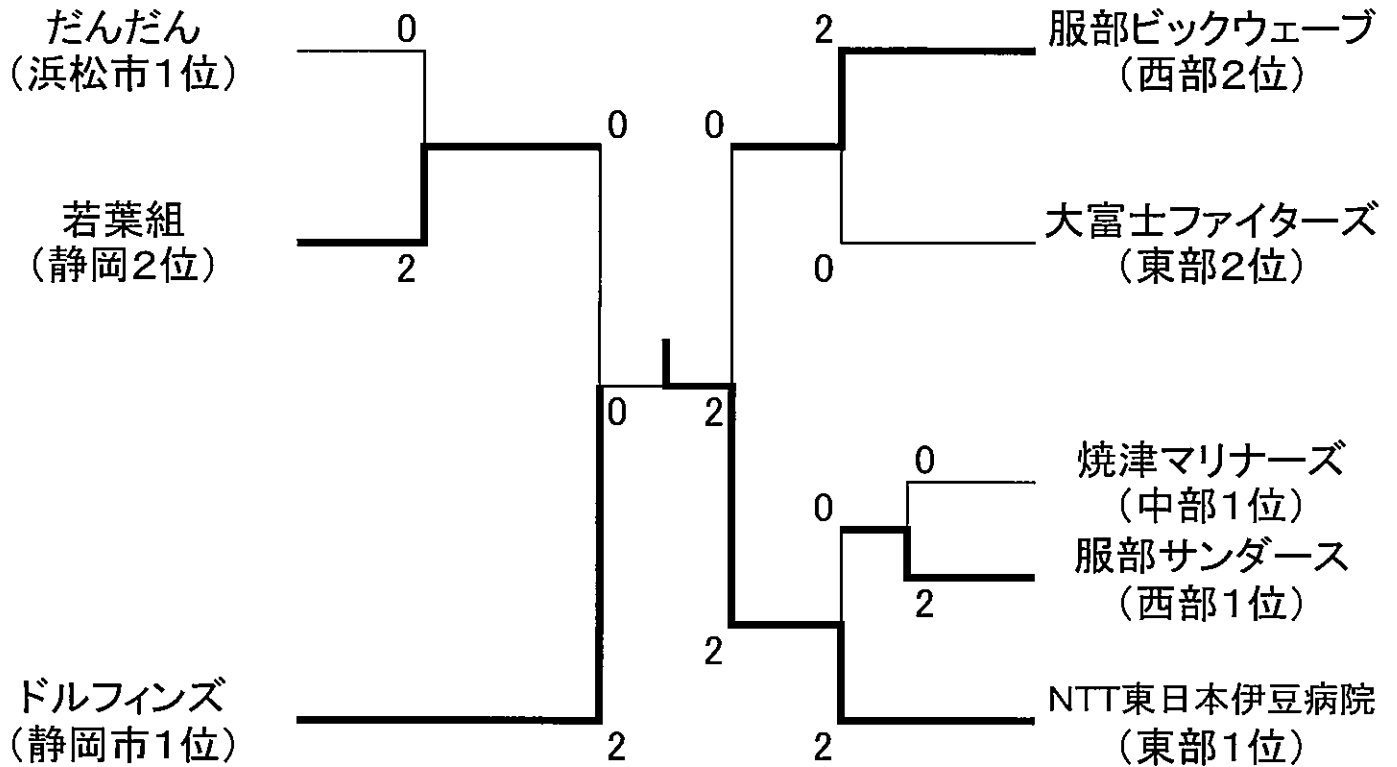 だんだん
（浜松市1位）
0
若葉組
（静岡2位）
2
0
ドルフィンズ
（静岡市1位）
2
0
2
0
2
服部ビックウェーブ
（西部2位）
2
大富士ファイターズ
（東部2位）
0
焼津マリナーズ
（中部1位）
0
服部サンダース
（西部1位）
2
0
NTT東日本伊豆病院
（東部1位）
2